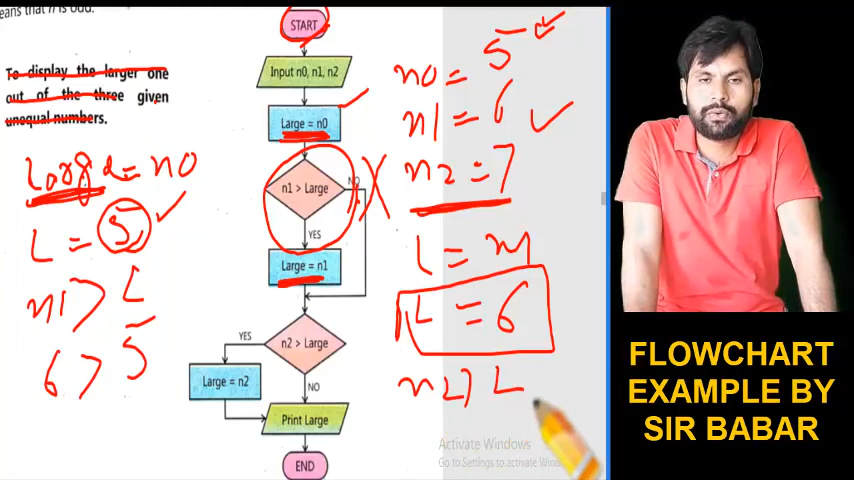 eans that n is odd.
To display the larger one
out of the three given
unequal numbers.
Large = n0
L = 5
n1 > L
6 > 5
START
Input n0, n1, n2
Large = n0
n1 > Large
NO
YES
Large = n1
n2 > Large
YES
NO
Large = n2
Print Large
END
n0 = 5
n1 = 6
n2 = 7
L = n1
L = 6
n2 > L
Activate Windows
Go to Settings to activate Win
FLOWCHART
EXAMPLE BY
SIR BABAR